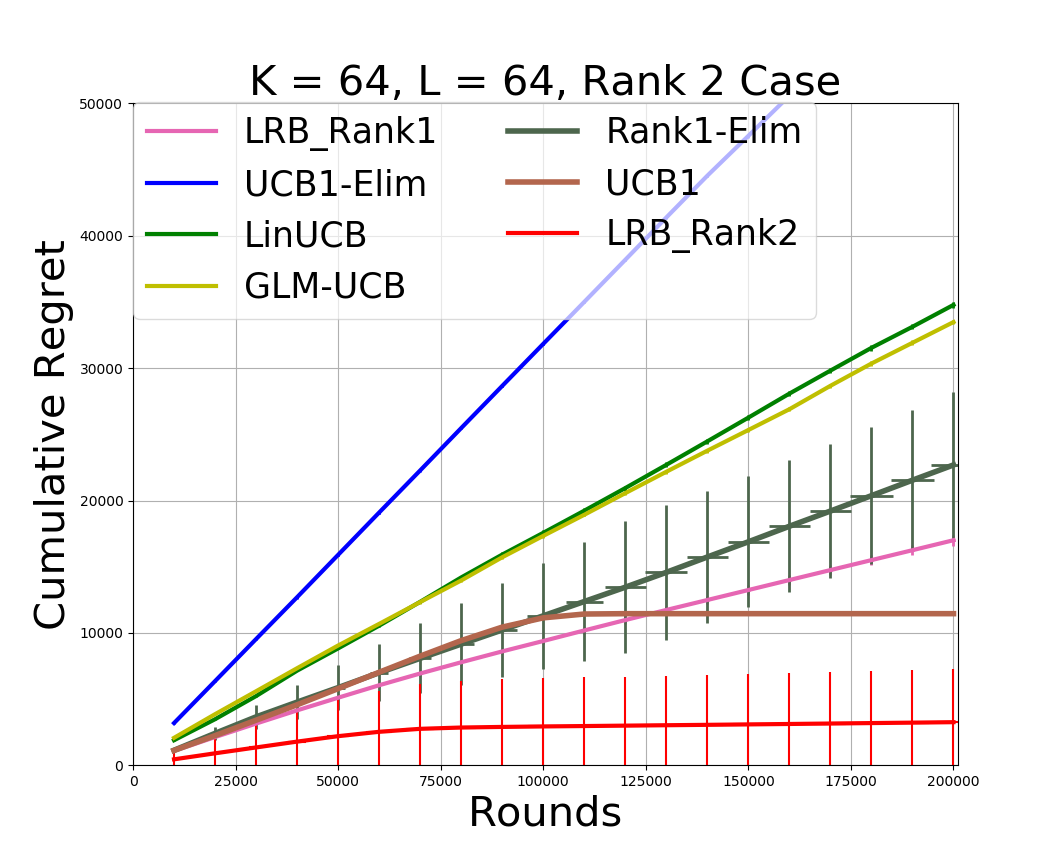 K = 64, L = 64, Rank 2 Case
50000
40000
30000
20000
10000
0
Cumulative Regret
LRB_Rank1
UCB1-Elim
LinUCB
GLM-UCB
Rank1-Elim
UCB1
LRB_Rank2
0 25000 50000 75000 100000 125000 150000 175000 200000
Rounds